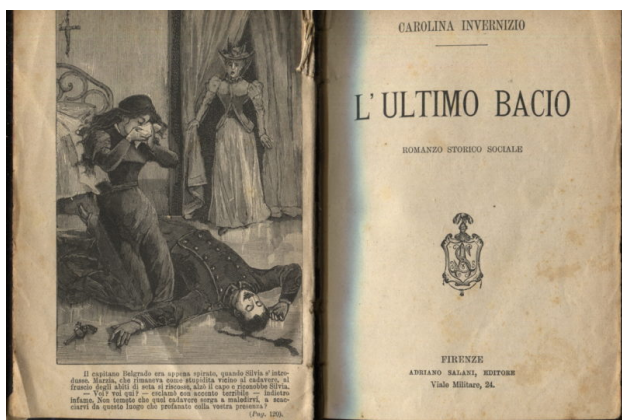 Il capitano Belgrado era appena spirato, quando Silvia s'intro-
dusse. Marzia, che rimaneva come stupidita vicino al cadavere, al
fruscio degli abiti di seta si riscosse, alzò il capo e riconobbe Silvia.
— Voi? voi qui? — esclamò con accento terribile — indietro
infame. Non temete che quel cadavere sorga a maledirvi, a scac-
ciarvi da questo luogo che profanate colla vostra presenza?
(Pag. 120).
CAROLINA INVERNIZIO
L'ULTIMO BACIO
ROMANZO STORICO SOCIALE
FIRENZE
ADRIANO SALANI, EDITORE
Viale Militare, 24.